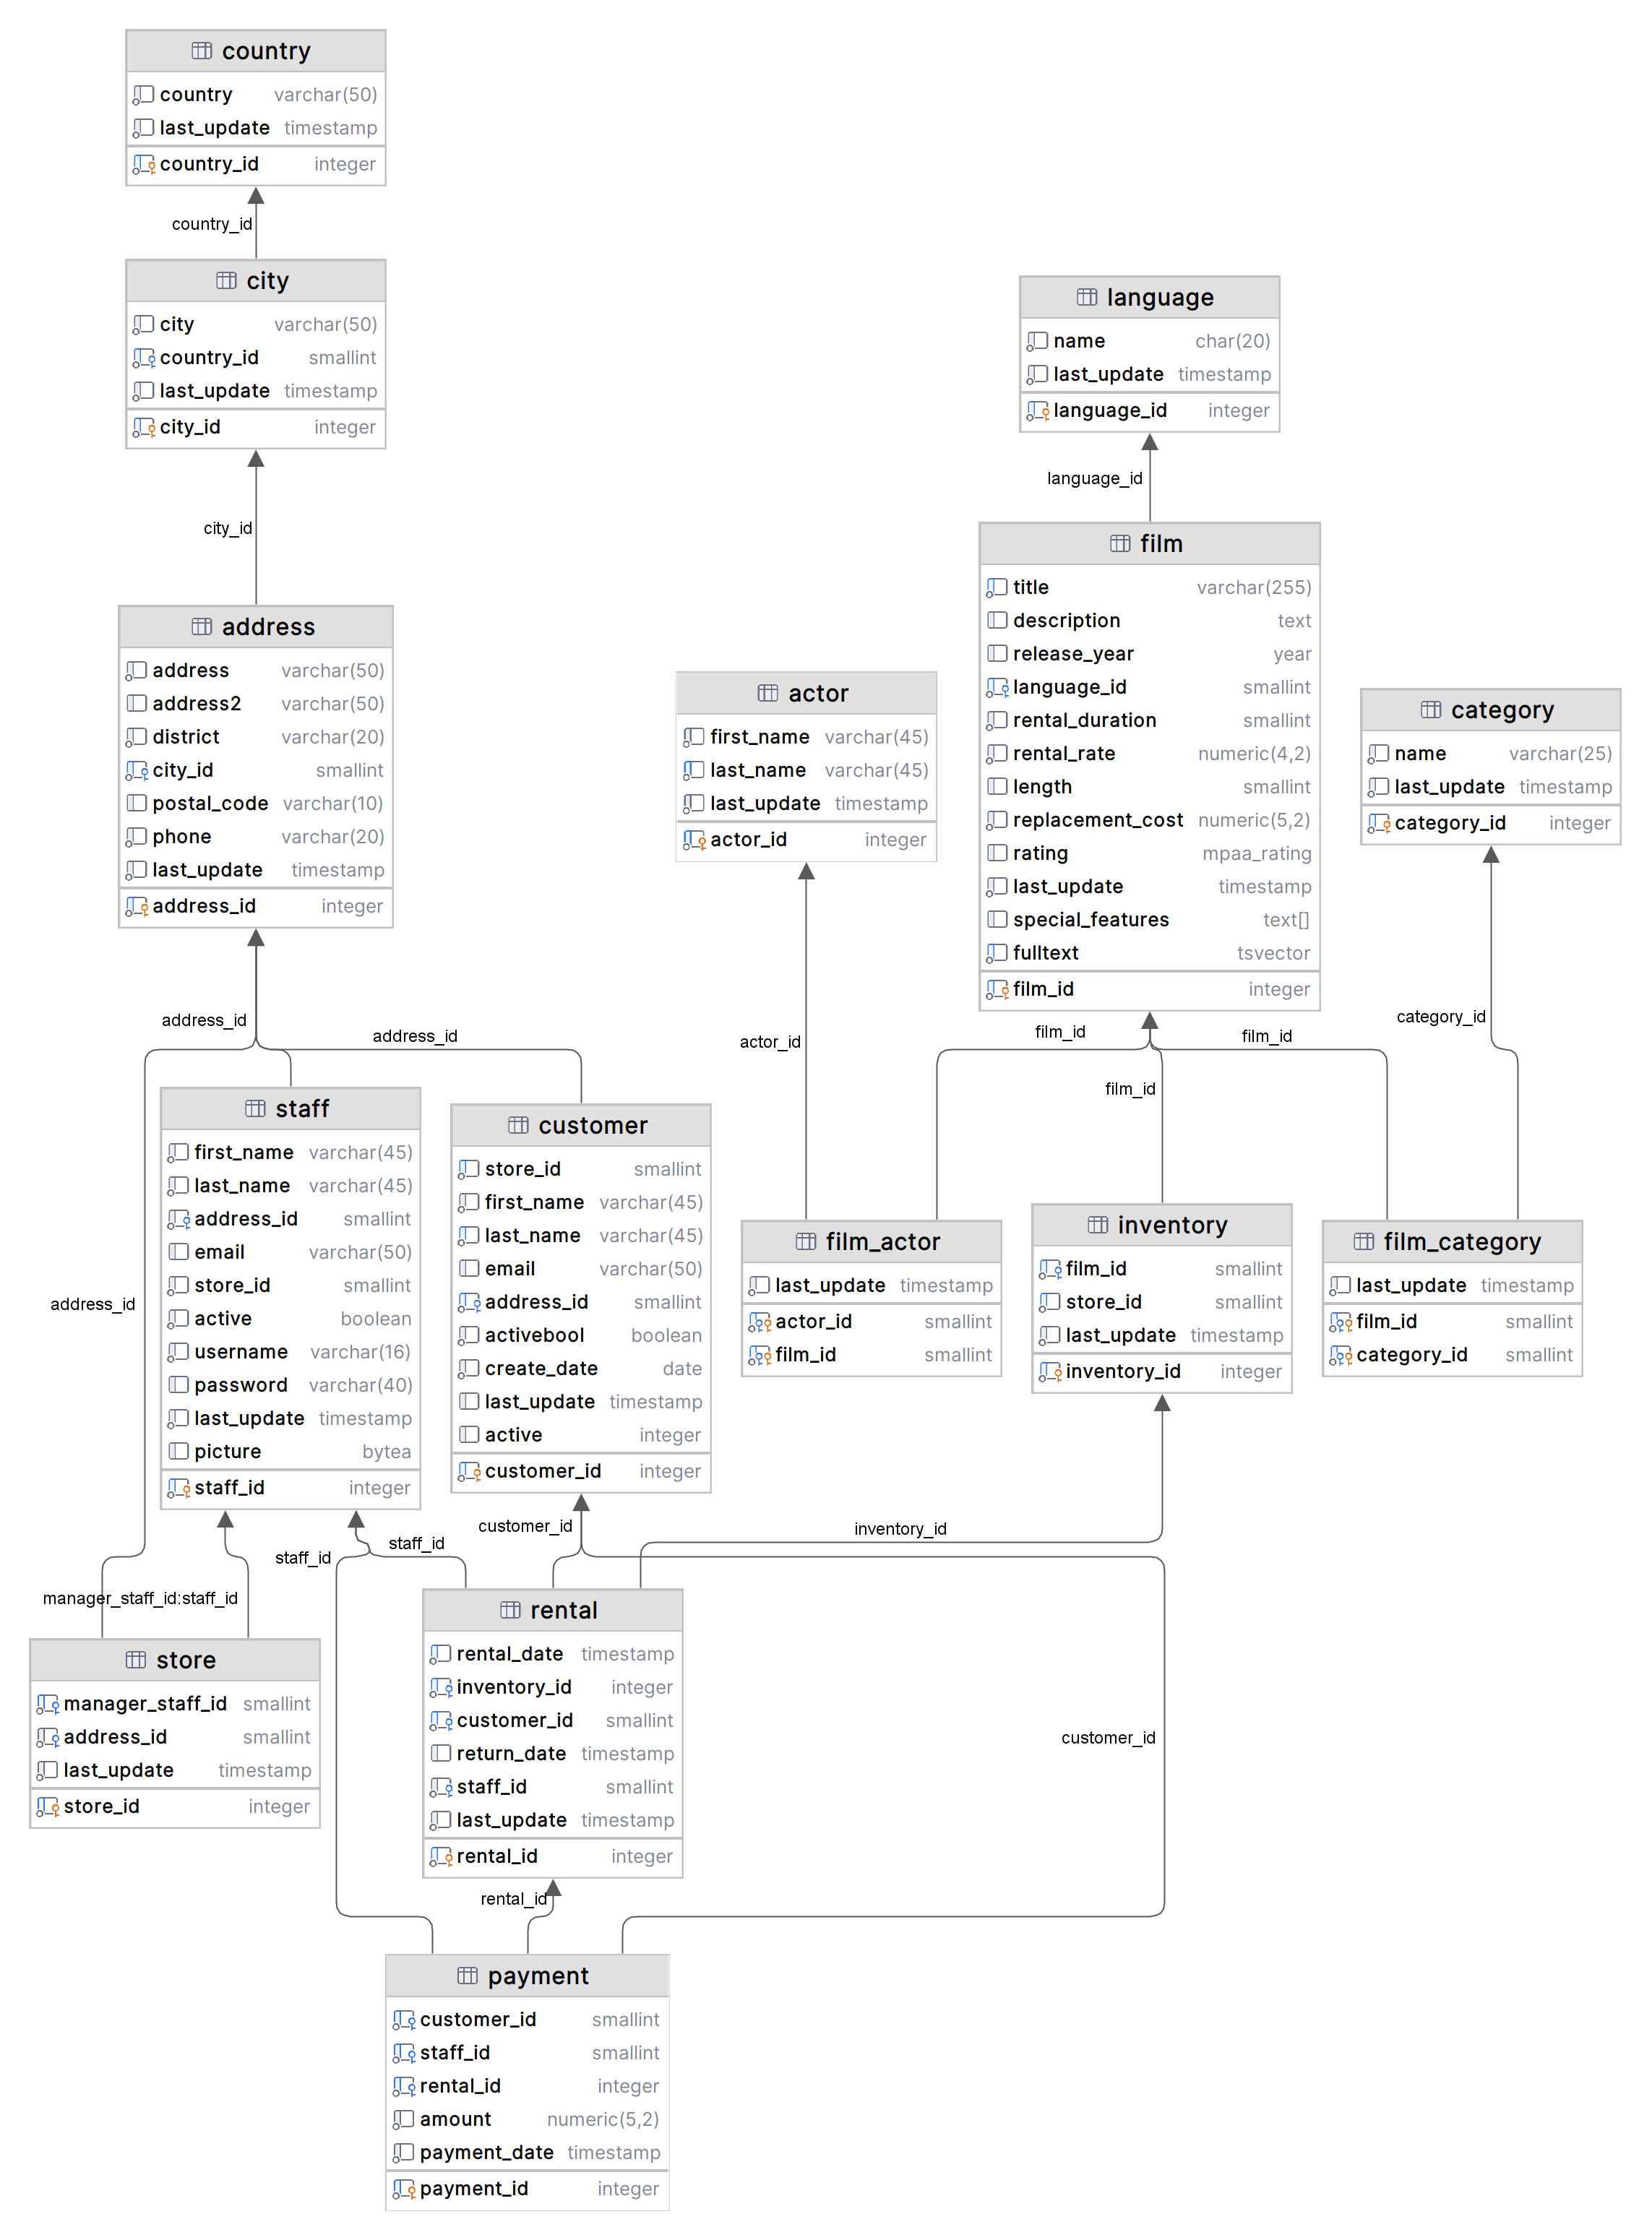 country
country varchar(50)
last_update timestamp
country_id integer
country_id
city
city varchar(50)
country_id smallint
last_update timestamp
city_id integer
city_id
language
name char(20)
last_update timestamp
language_id integer
language_id
address
address varchar(50)
address2 varchar(50)
district varchar(20)
city_id smallint
postal_code varchar(10)
phone varchar(20)
last_update timestamp
address_id integer
actor
first_name varchar(45)
last_name varchar(45)
last_update timestamp
actor_id integer
film
title varchar(255)
description text
release_year year
language_id smallint
rental_duration smallint
rental_rate numeric(4,2)
length smallint
replacement_cost numeric(5,2)
rating mpaa_rating
last_update timestamp
special_features text[]
fulltext tsvector
film_id integer
category
name varchar(25)
last_update timestamp
category_id integer
address_id
address_id
address_id
actor_id
film_id
film_id
film_id
category_id
staff
first_name varchar(45)
last_name varchar(45)
address_id smallint
email varchar(50)
store_id smallint
active boolean
username varchar(16)
password varchar(40)
last_update timestamp
picture bytea
staff_id integer
customer
store_id smallint
first_name varchar(45)
last_name varchar(45)
email varchar(50)
address_id smallint
activebool boolean
create_date date
last_update timestamp
active integer
customer_id integer
film_actor
last_update timestamp
actor_id smallint
film_id smallint
inventory
film_id smallint
store_id smallint
last_update timestamp
inventory_id integer
film_category
last_update timestamp
film_id smallint
category_id smallint
staff_id
staff_id
customer_id
inventory_id
manager_staff_id:staff_id
customer_id
store
manager_staff_id smallint
address_id smallint
last_update timestamp
store_id integer
rental
rental_date timestamp
inventory_id integer
customer_id smallint
return_date timestamp
staff_id smallint
last_update timestamp
rental_id integer
rental_id
payment
customer_id smallint
staff_id smallint
rental_id integer
amount numeric(5,2)
payment_date timestamp
payment_id integer